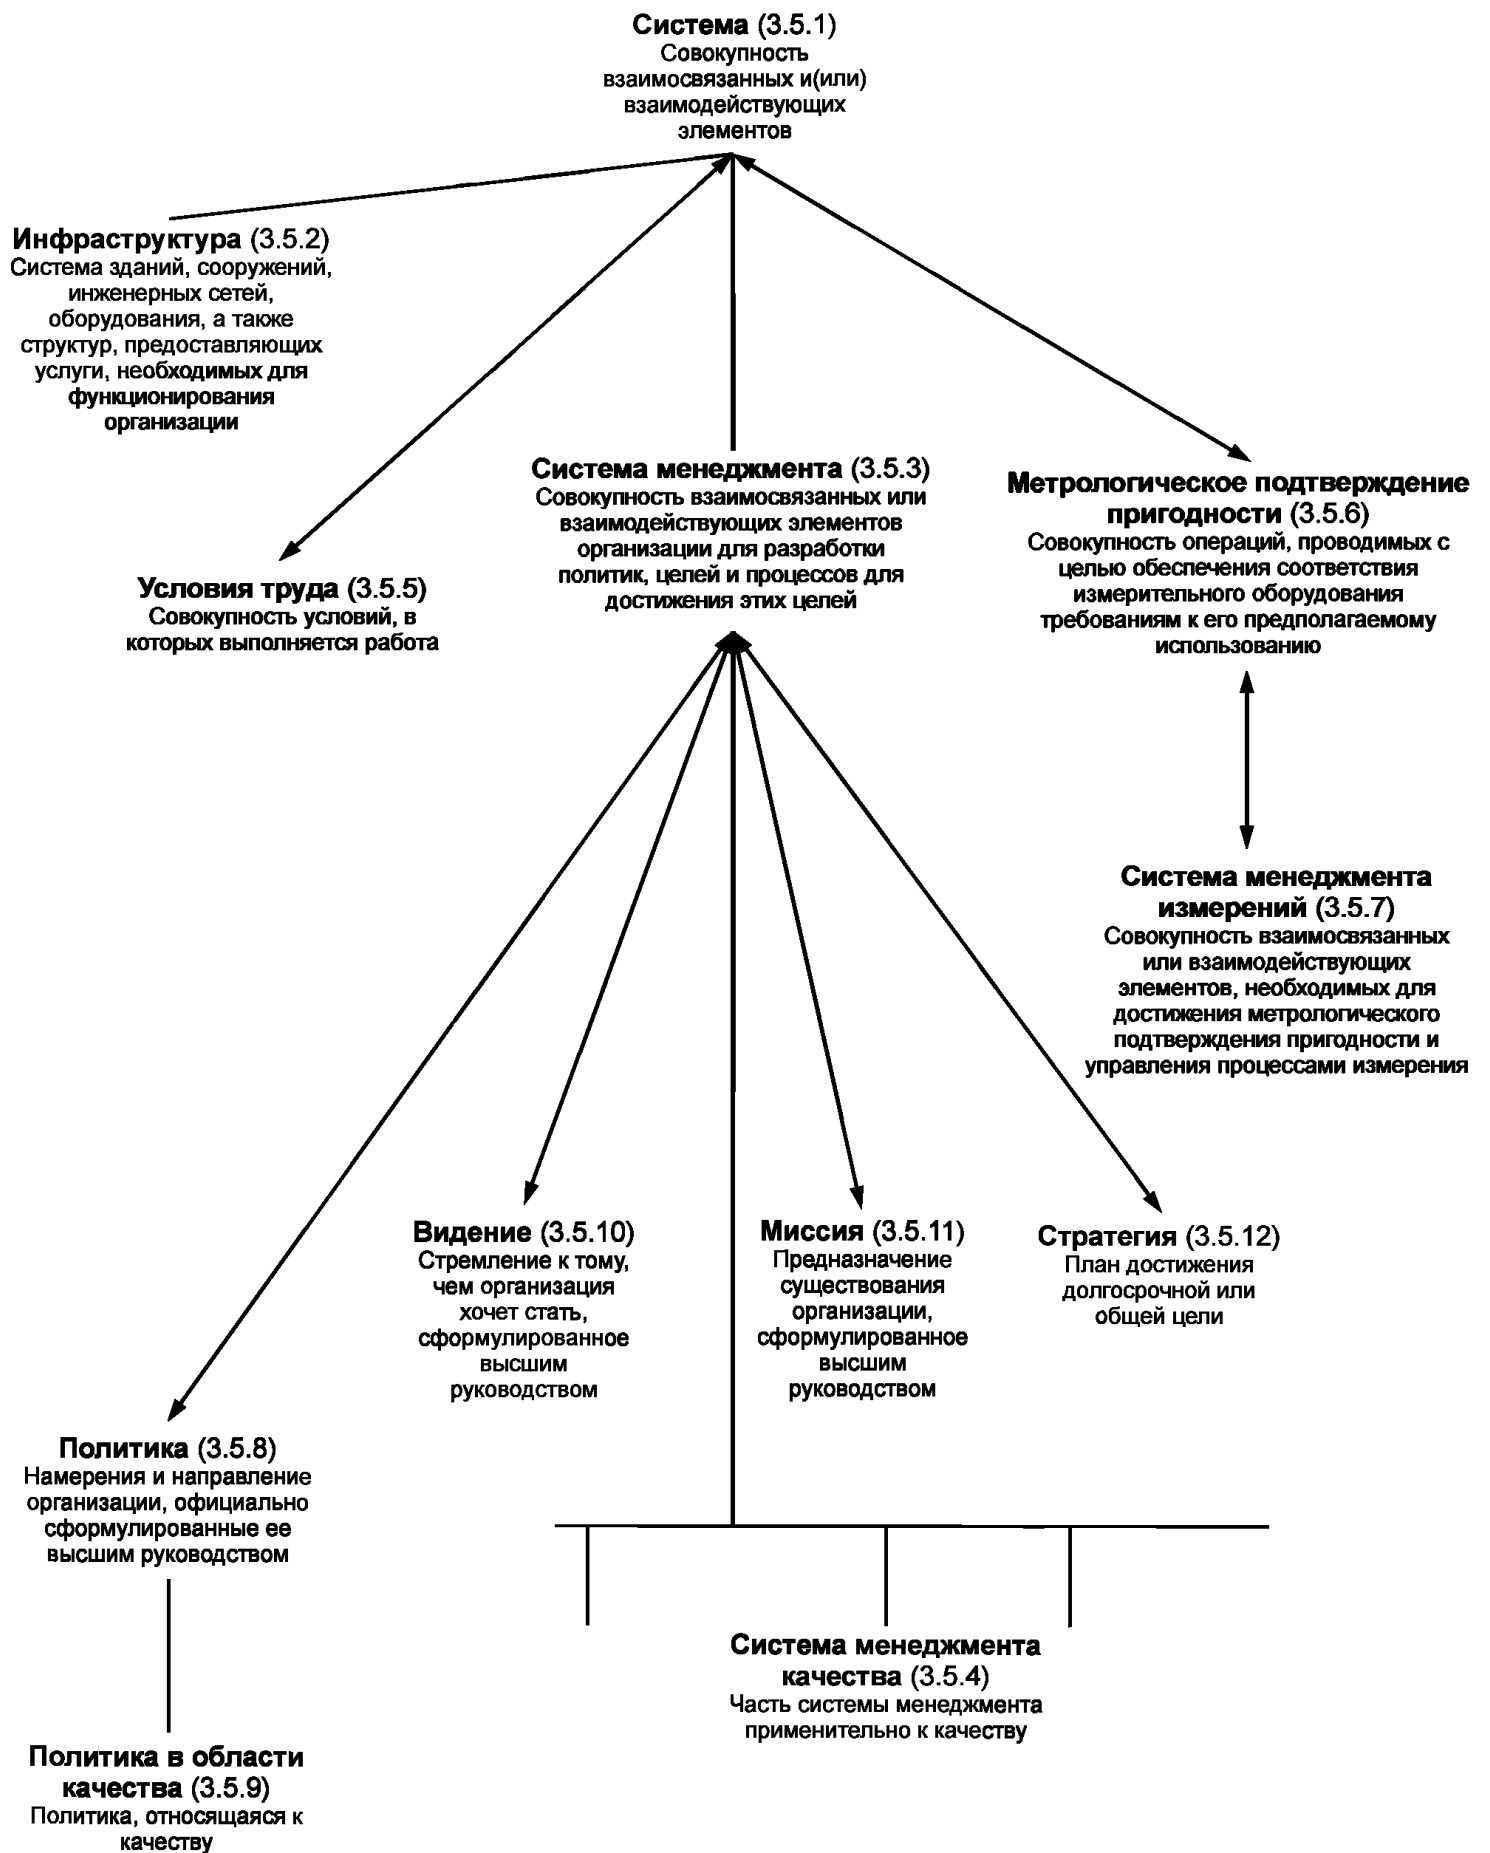 Система (3.5.1)
Совокупность
взаимосвязанных и(или)
взаимодействующих
элементов
Инфраструктура (3.5.2)
Система зданий, сооружений,
инженерных сетей,
оборудования, а также
структур, предоставляющих
услуги, необходимых для
функционирования
организации
Система менеджмента (3.5.3)
Совокупность взаимосвязанных или
взаимодействующих элементов
организации для разработки
политик, целей и процессов для
достижения этих целей
Метрологическое подтверждение
пригодности (3.5.6)
Совокупность операций, проводимых с
целью обеспечения соответствия
измерительного оборудования
требованиям к его предполагаемому
использованию
Условия труда (3.5.5)
Совокупность условий, в
которых выполняется работа
Система менеджмента
измерений (3.5.7)
Совокупность взаимосвязанных
или взаимодействующих
элементов, необходимых для
достижения метрологического
подтверждения пригодности и
управления процессами измерения
Видение (3.5.10)
Стремление к тому,
чем организация
хочет стать,
сформулированное
высшим
руководством
Миссия (3.5.11)
Предназначение
существования
организации,
сформулированное
высшим
руководством
Стратегия (3.5.12)
План достижения
долгосрочной или
общей цели
Политика (3.5.8)
Намерения и направление
организации, официально
сформулированные ее
высшим руководством
Система менеджмента
качества (3.5.4)
Часть системы менеджмента
применительно к качеству
Политика в области
качества (3.5.9)
Политика, относящаяся к
качеству